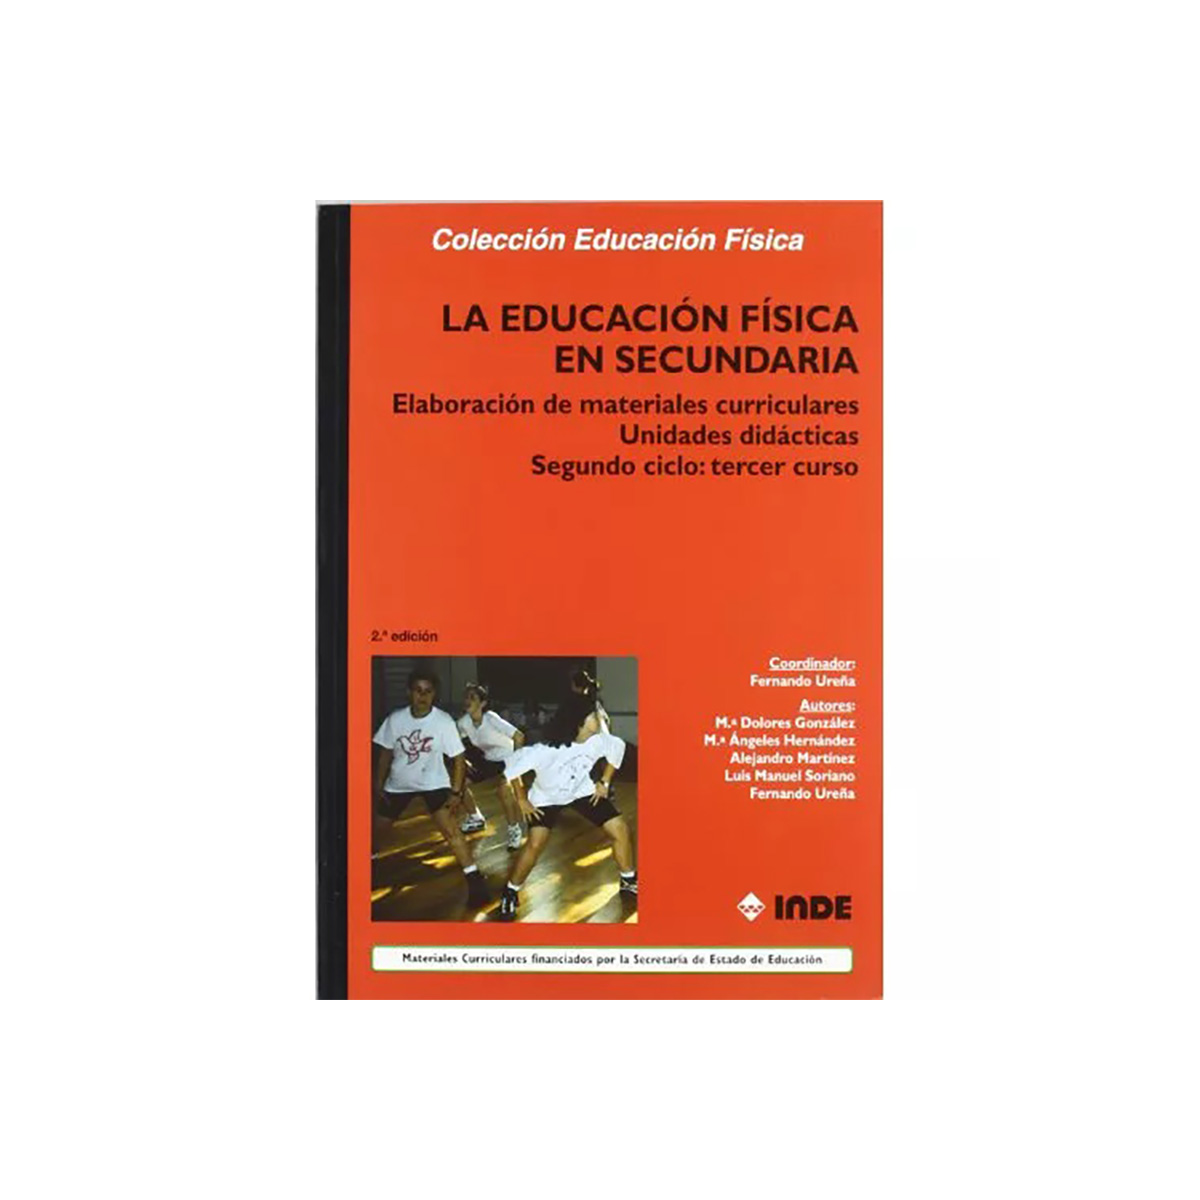 Colección Educación Física
LA EDUCACIÓN FÍSICA
EN SECUNDARIA
Elaboración de materiales curriculares
Unidades didácticas
Segundo ciclo: tercer curso
2.ª edición
Coordinador:
Fernando Ureña
Autores:
M.ª Dolores González
M.ª Ángeles Hernández
Alejandro Martínez
Luis Manuel Soriano
Fernando Ureña
INDE
Materiales Curriculares financiados por la Secretaría de Estado de Educación